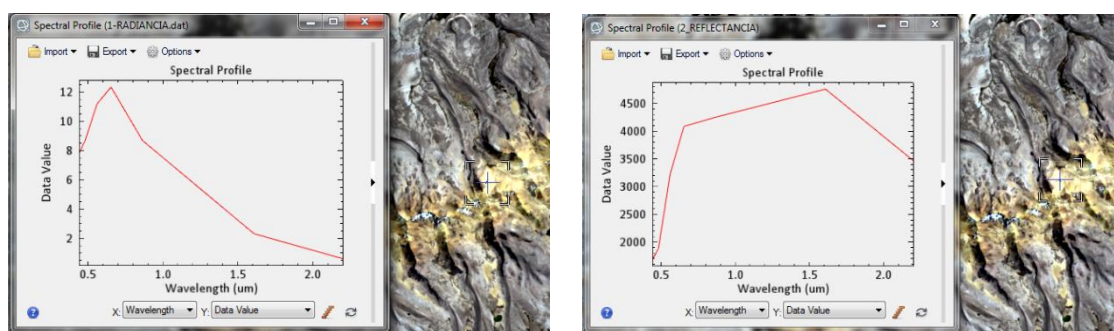 Spectral Profile (1-RADIANCIA.dat)
Import Export Options
Spectral Profile
12
10
8
6
4
2
Data Value
0.5 1.0 1.5 2.0
Wavelength (um)
X: Wavelength Y: Data Value
Spectral Profile (2_REFLECTANCIA)
Import Export Options
Spectral Profile
4500
4000
3500
3000
2500
2000
Data Value
0.5 1.0 1.5 2.0
Wavelength (um)
X: Wavelength Y: Data Value